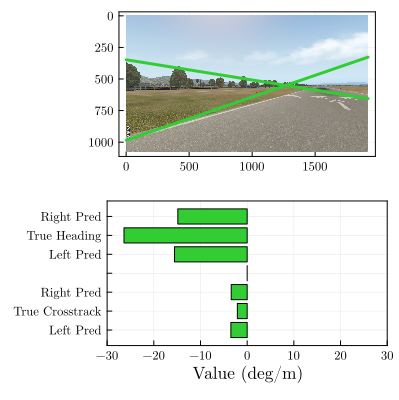 0
250
500
750
1000
0 500 1000 1500
Right Pred
True Heading
Left Pred
Right Pred
True Crosstrack
Left Pred
−30 −20 −10 0 10 20 30
Value (deg/m)